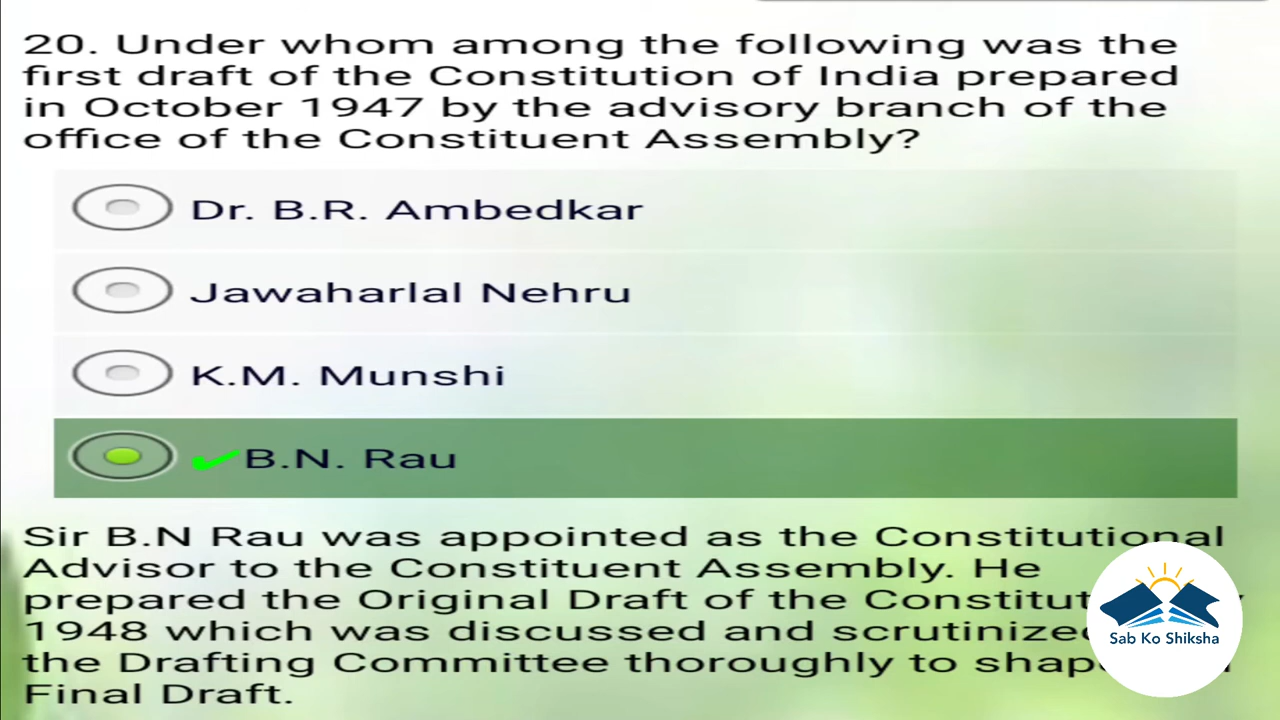 20. Under whom among the following was the
first draft of the Constitution of India prepared
in October 1947 by the advisory branch of the
office of the Constituent Assembly?
Dr. B.R. Ambedkar
Jawaharlal Nehru
K.M. Munshi
B.N. Rau
Sir B.N Rau was appointed as the Constitutional
Advisor to the Constituent Assembly. He
prepared the Original Draft of the
1948 which was discussed and
the Drafting Committee thoroughly to
Final Draft.
Sab Ko Shiksha